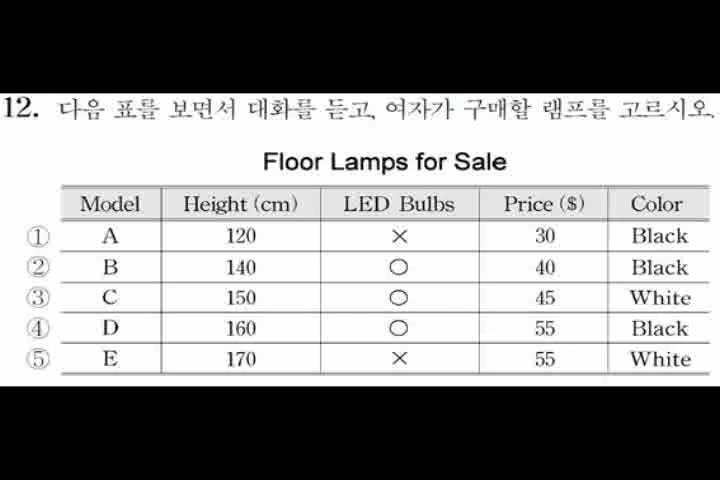 12. 다음 표를 보면서 대화를 듣고, 여자가 구매할 램프를 고르시오.
Floor Lamps for Sale
Model Height (cm) LED Bulbs Price ($) Color
① A 120 × 30 Black
② B 140 ○ 40 Black
③ C 150 ○ 45 White
④ D 160 ○ 55 Black
⑤ E 170 × 55 White